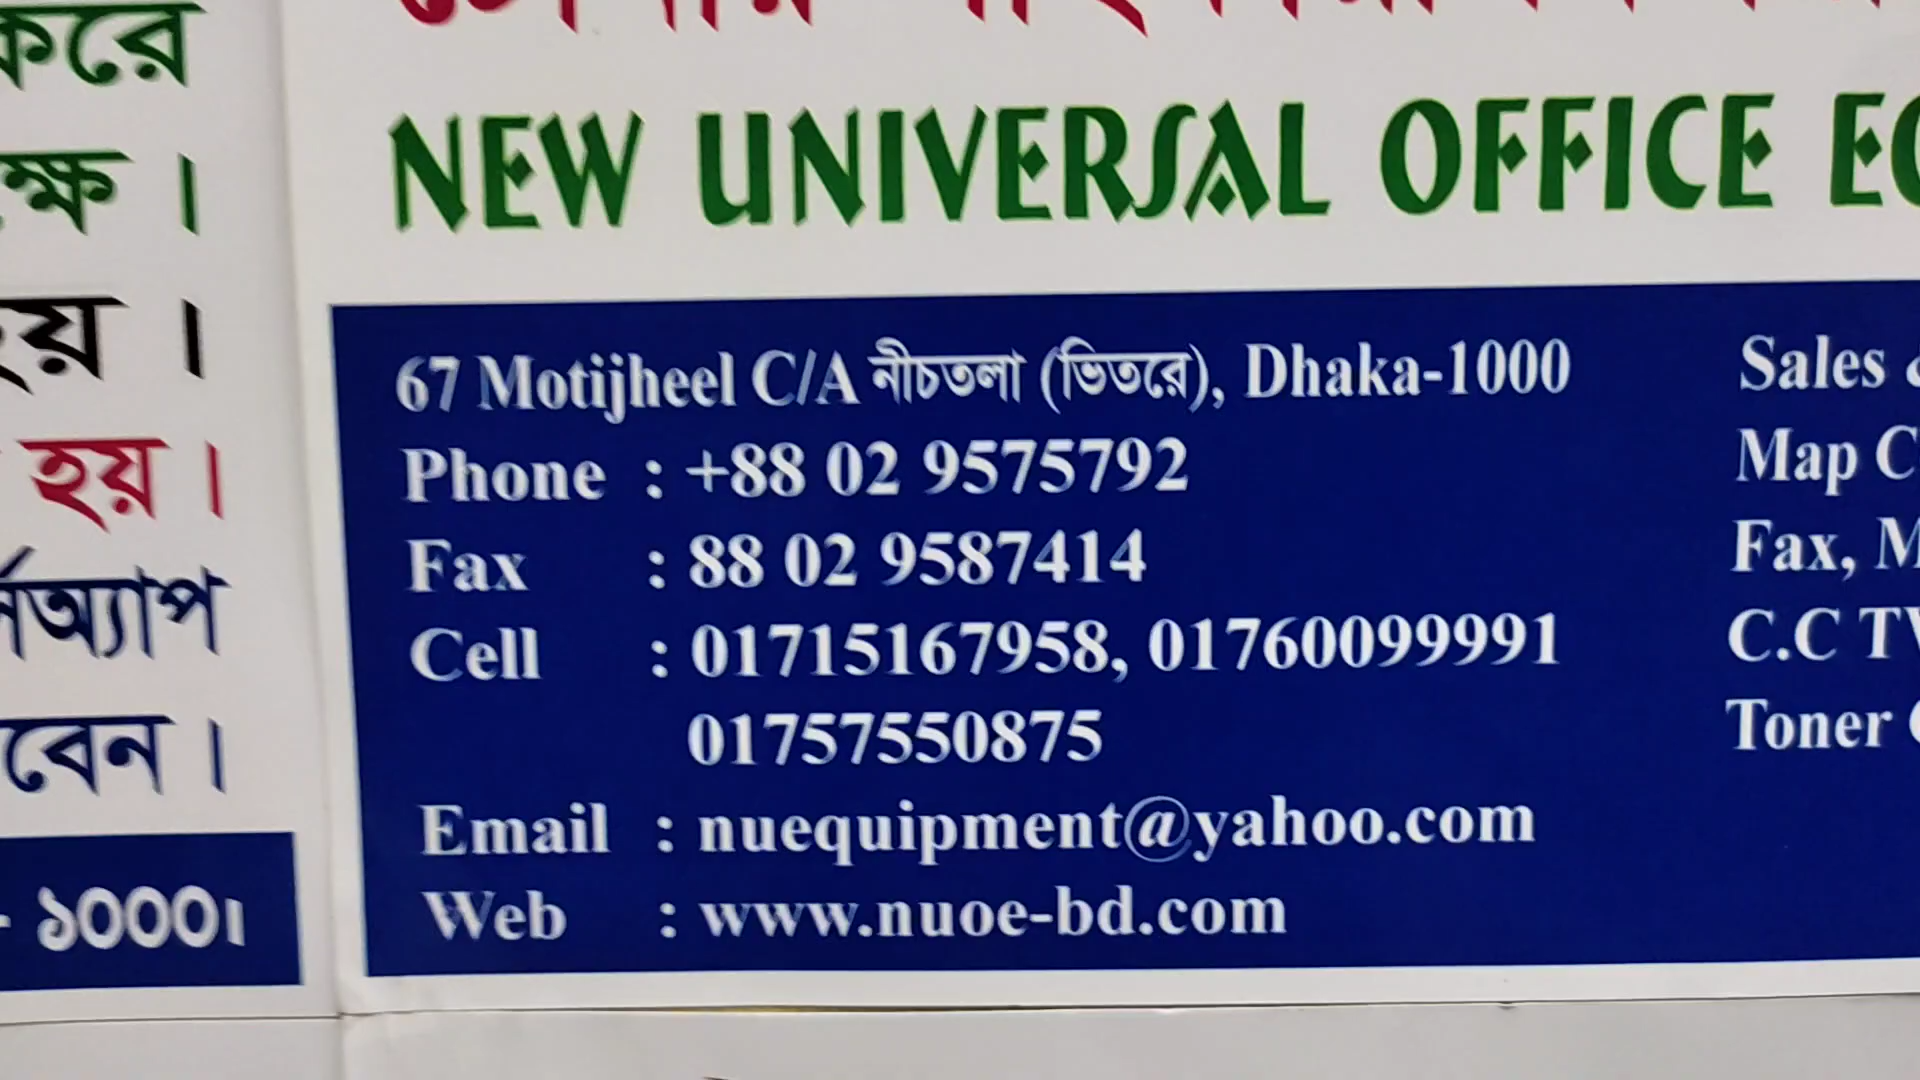 করে
ক্ষ ।
হয় ।
হয় ।
র্সঅ্যাপ
বেন ।
- ১০০০।
NEW UNIVERSAL OFFICE
67 Motijheel C/A নীচতলা (ভিতরে), Dhaka-1000
Phone : +88 02 9575792
Fax : 88 02 9587414
Cell : 01715167958, 01760099991
01757550875
Email : nuequipment@yahoo.com
Web : www.nuoe-bd.com
Sales
Map C
Fax, M
C.C TV
Toner